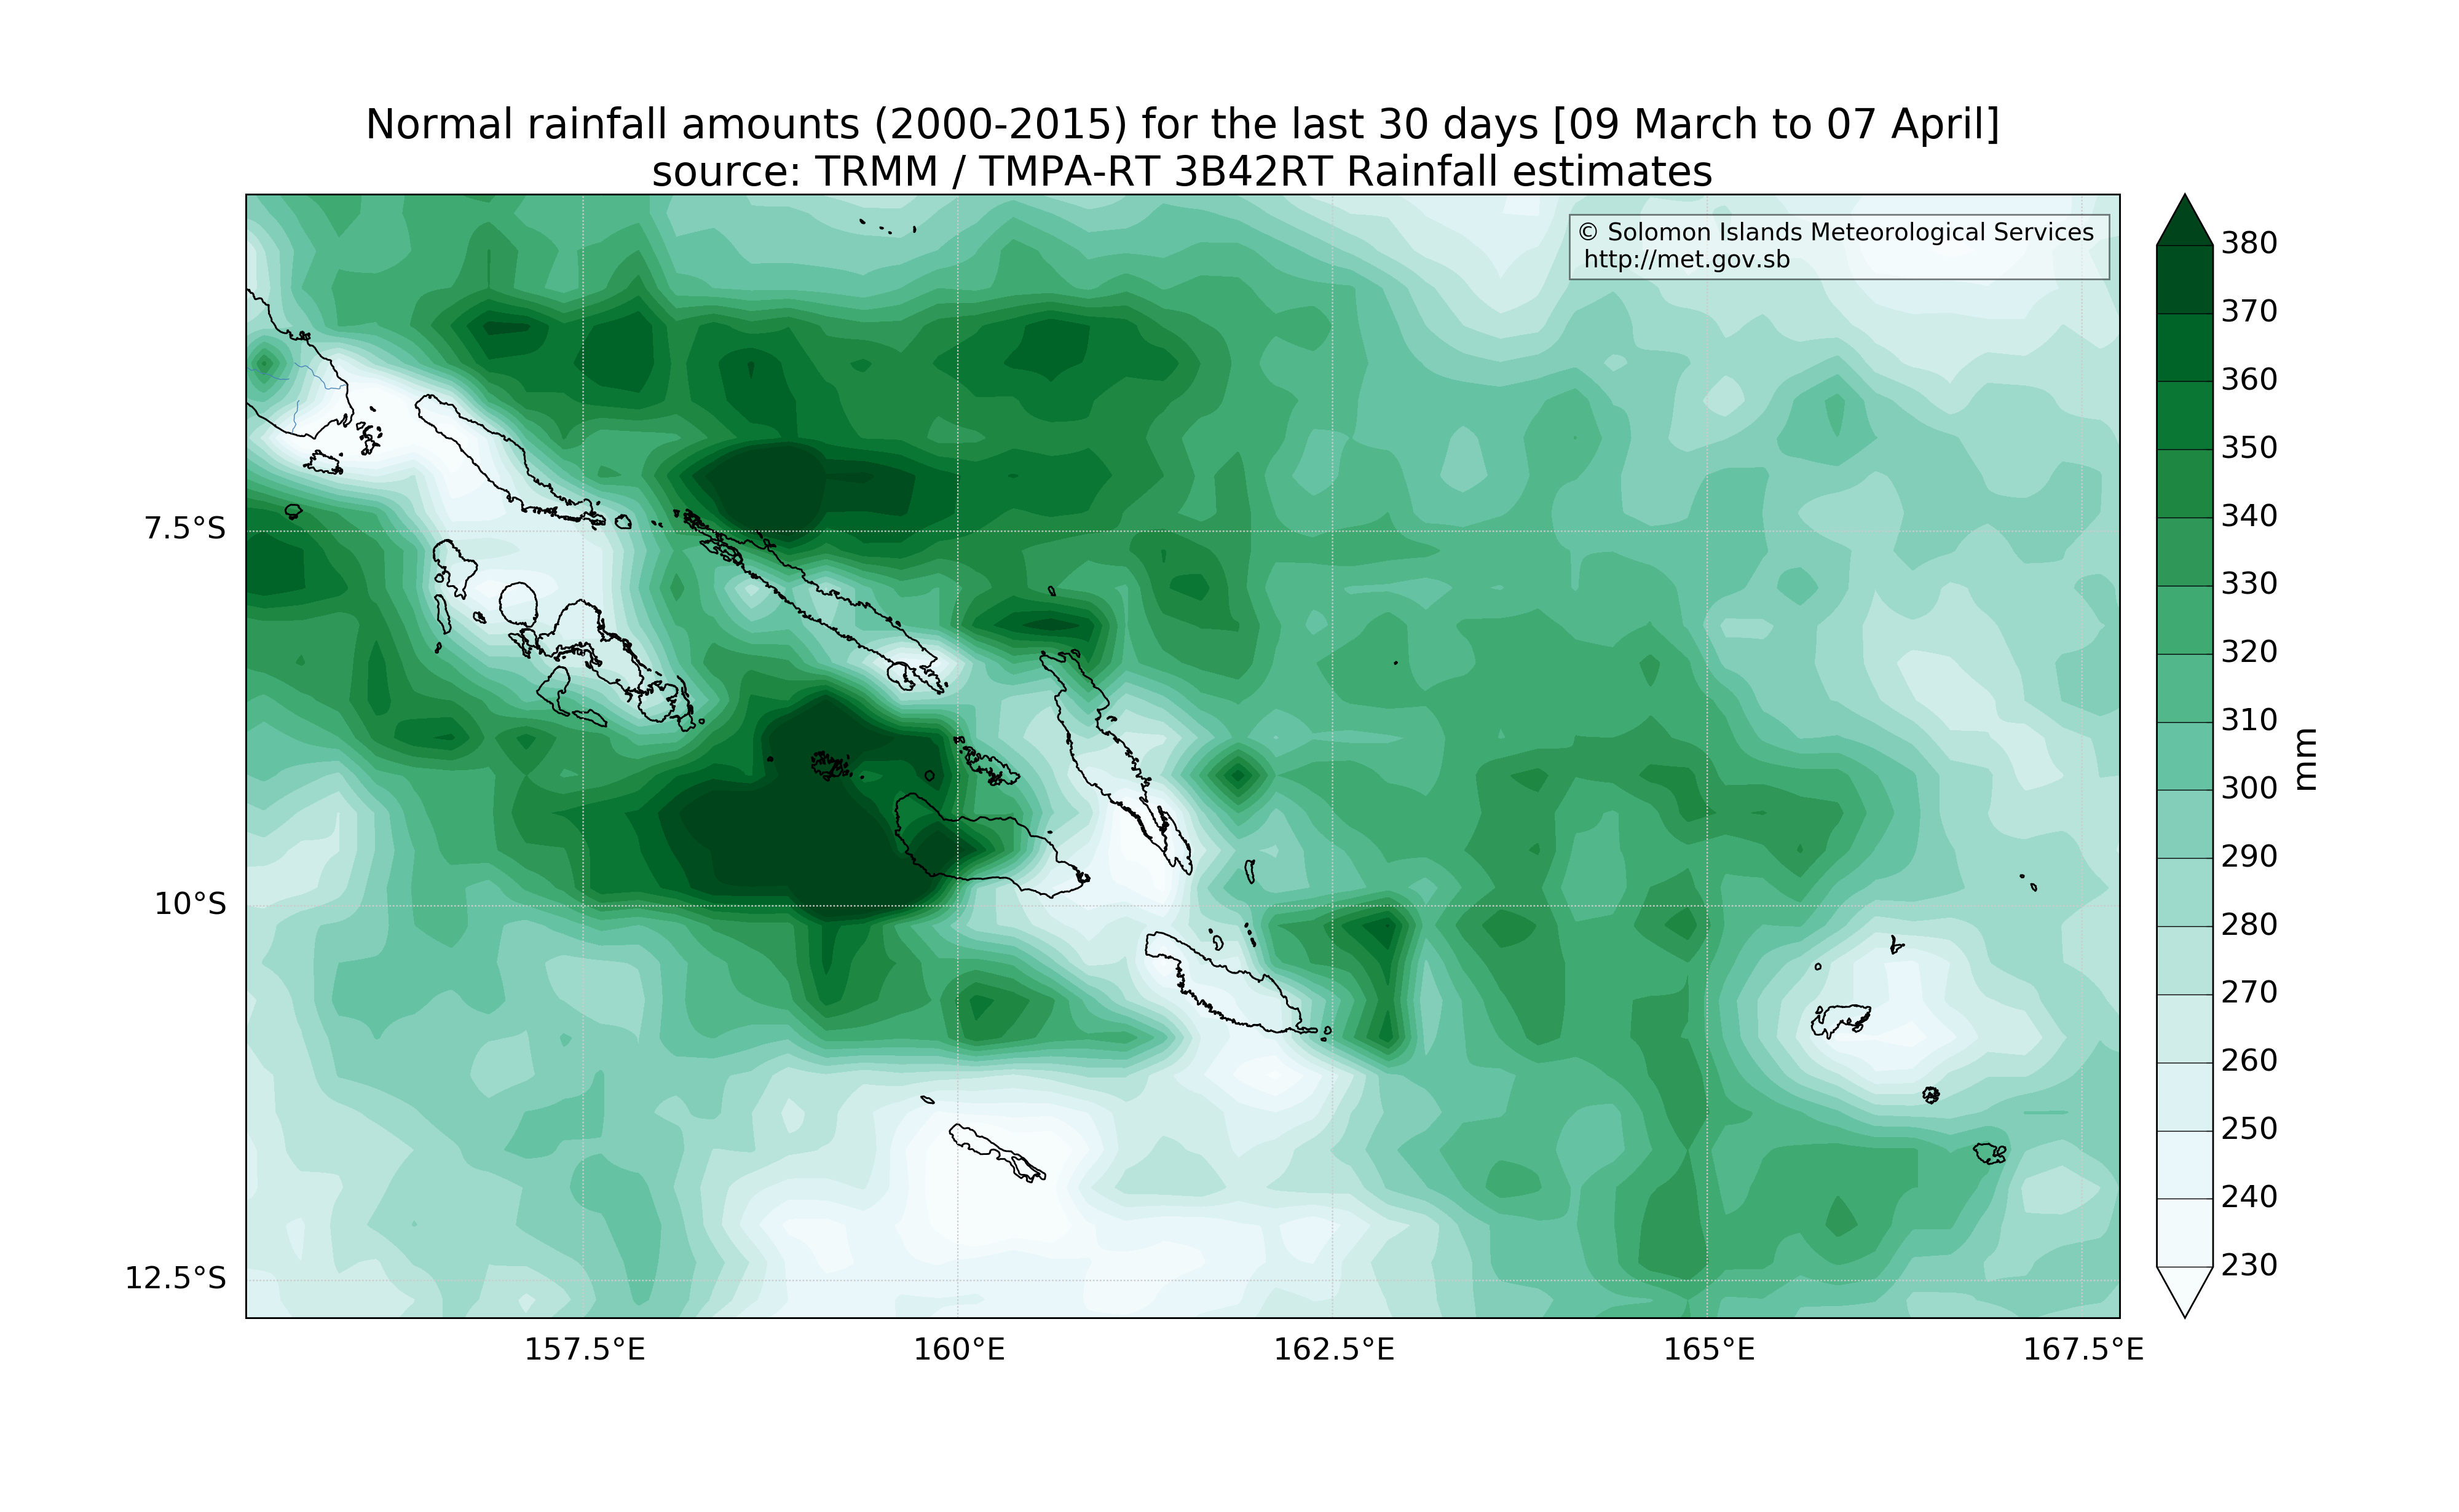 Normal rainfall amounts (2000-2015) for the last 30 days [09 March to 07 April]
source: TRMM / TMPA-RT 3B42RT Rainfall estimates
© Solomon Islands Meteorological Services
http://met.gov.sb
7.5°S
10°S
12.5°S
157.5°E
160°E
162.5°E
165°E
167.5°E
380
370
360
350
340
330
320
310
300
290
280
270
260
250
240
230
mm